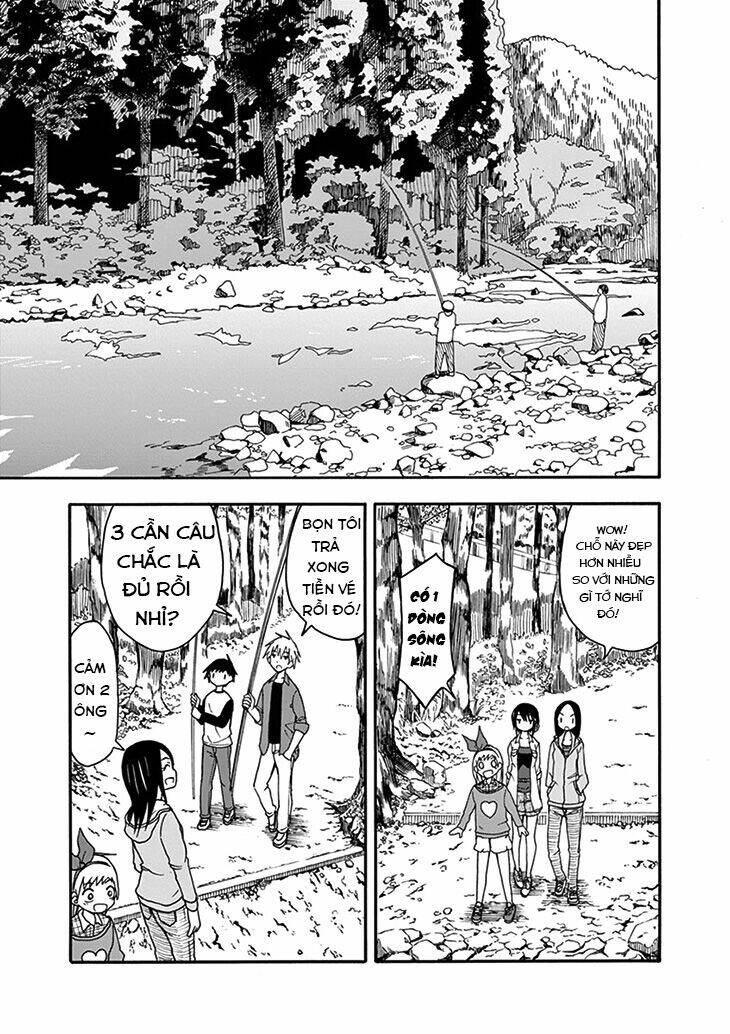 WOW!
CHỖ NÀY ĐẸP
HƠN NHIỀU
SO VỚI NHỮNG
GÌ TỚ NGHĨ
ĐÓ!
CÓ 1
DÒNG
SÔNG
KÌA!
BỌN TÔI
TRẢ
XONG
TIỀN VÉ
RỒI ĐÓ!
3 CẦN CÂU
CHẮC LÀ
ĐỦ RỒI
NHỈ?
CẢM
ƠN 2
ÔNG
~